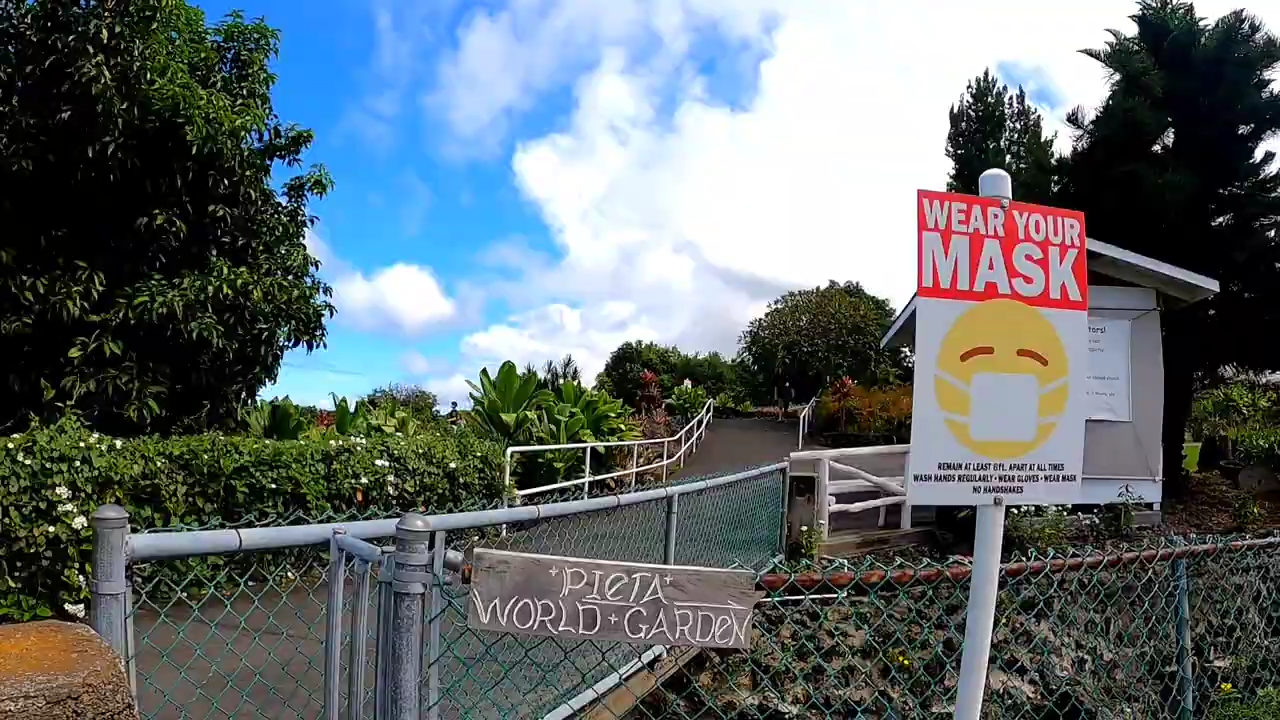 WEAR YOUR
MASK
REMAIN AT LEAST 6ft. APART AT ALL TIMES
WASH HANDS REGULARLY • WEAR GLOVES • WEAR MASK
NO HANDSHAKES
+PIETA+
WORLD + GARDEN